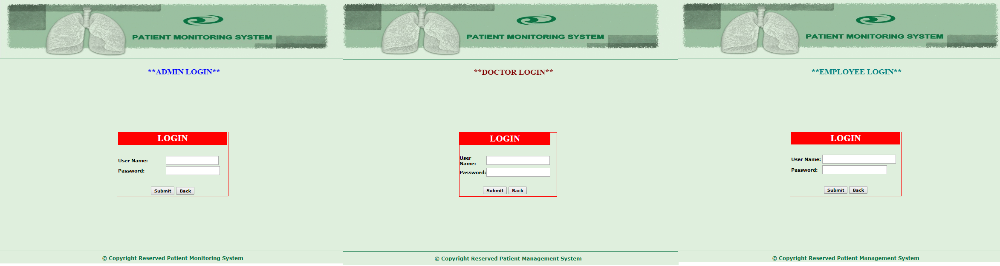 PATIENT MONITORING SYSTEM
**ADMIN LOGIN**
LOGIN
User Name:
Password:
Submit Back
© Copyright Reserved Patient Monitoring System
PATIENT MONITORING SYSTEM
**DOCTOR LOGIN**
LOGIN
User
Name:
Password:
Submit Back
© Copyright Reserved Patient Management System
PATIENT MONITORING SYSTEM
**EMPLOYEE LOGIN**
LOGIN
User Name:
Password:
Submit Back
© Copyright Reserved Patient Management System